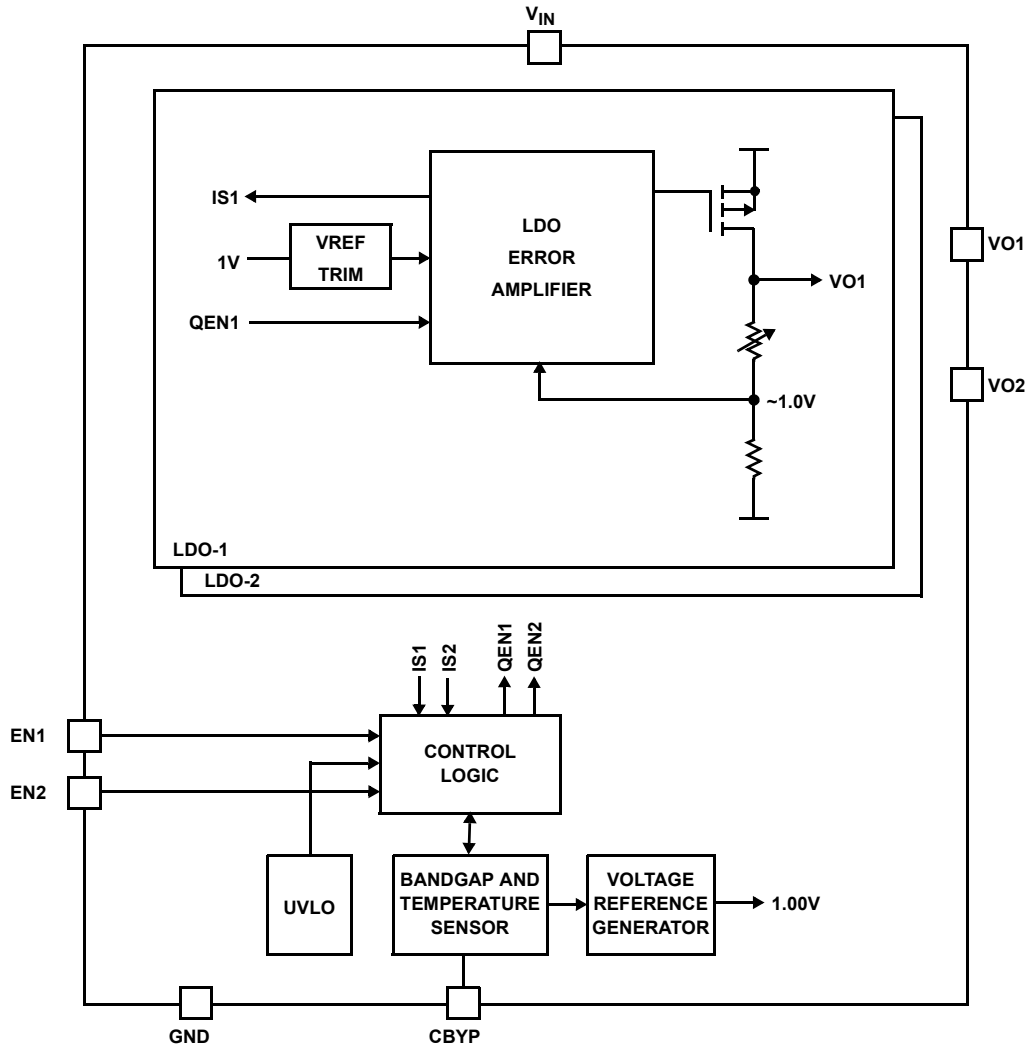 VIN
IS1
LDO
ERROR
AMPLIFIER
VREF
TRIM
1V
QEN1
VO1
~1.0V
VO1
VO2
LDO-1
LDO-2
IS1
IS2
QEN1
QEN2
EN1
EN2
CONTROL
LOGIC
UVLO
BANDGAP AND
TEMPERATURE
SENSOR
VOLTAGE
REFERENCE
GENERATOR
1.00V
GND
CBYP